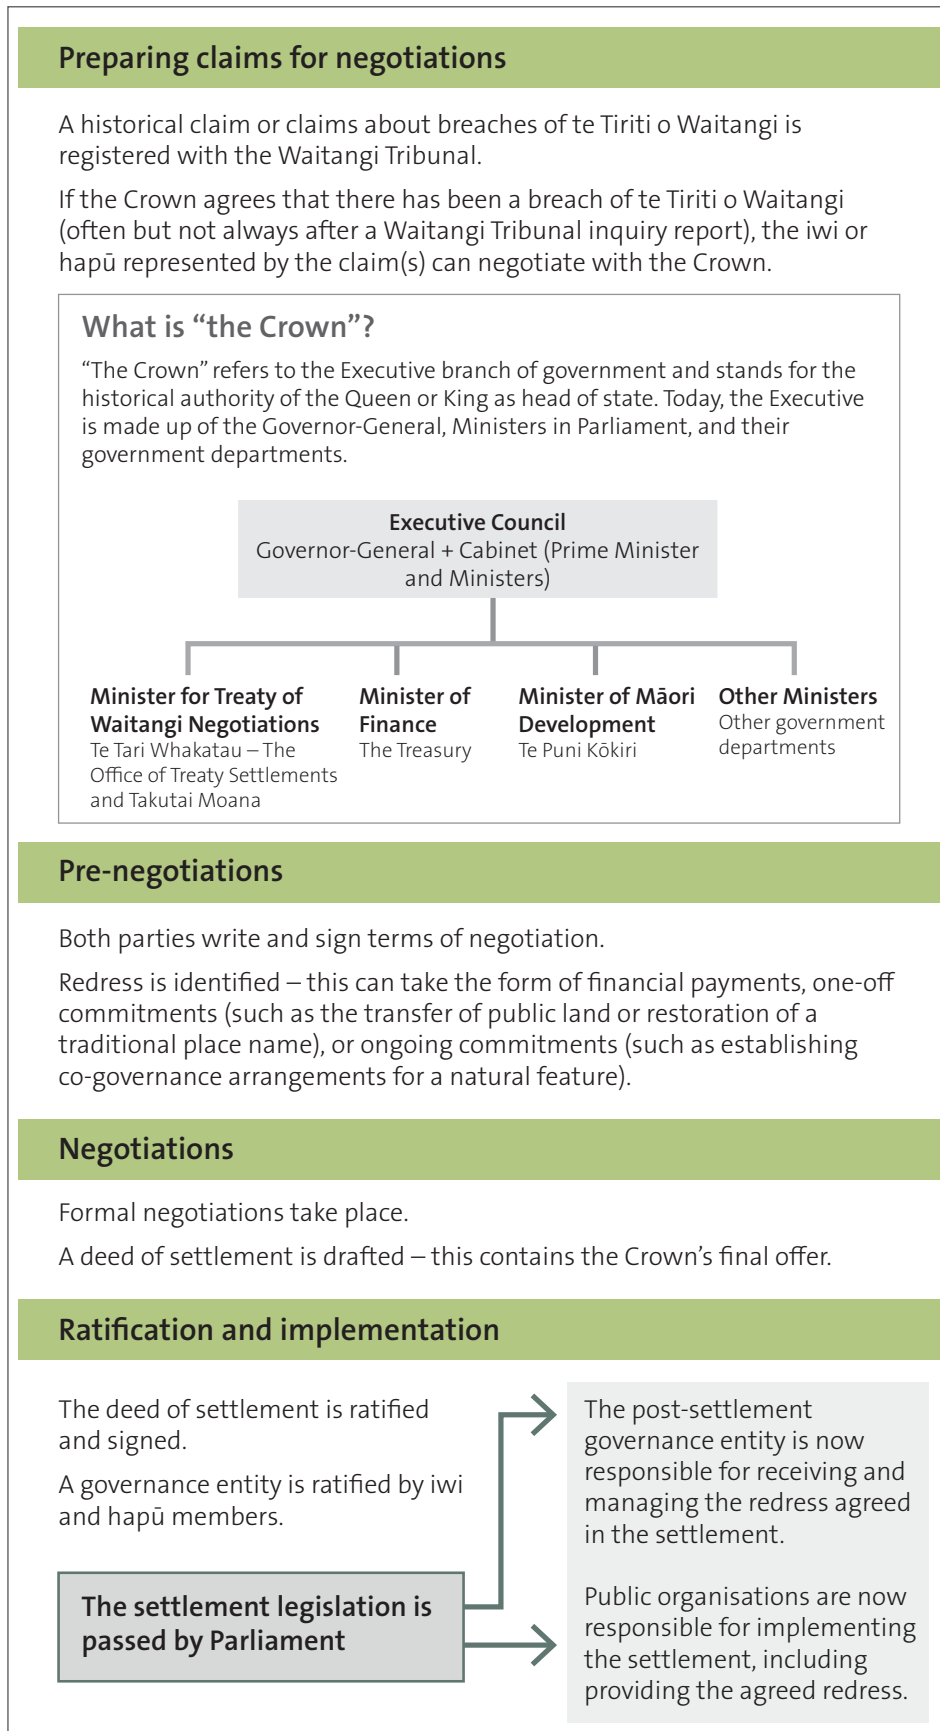 Preparing claims for negotiations
A historical claim or claims about breaches of te Tiriti o Waitangi is
registered with the Waitangi Tribunal.
If the Crown agrees that there has been a breach of te Tiriti o Waitangi
(often but not always after a Waitangi Tribunal inquiry report), the iwi or
hapū represented by the claim(s) can negotiate with the Crown.
What is “the Crown”?
“The Crown” refers to the Executive branch of government and stands for the
historical authority of the Queen or King as head of state. Today, the Executive
is made up of the Governor-General, Ministers in Parliament, and their
government departments.
Executive Council
Governor-General + Cabinet (Prime Minister
and Ministers)
Minister for Treaty of
Waitangi Negotiations
Te Tari Whakatau – The
Office of Treaty Settlements
and Takutai Moana
Minister of
Finance
The Treasury
Minister of Māori
Development
Te Puni Kōkiri
Other Ministers
Other government
departments
Pre-negotiations
Both parties write and sign terms of negotiation.
Redress is identified – this can take the form of financial payments, one-off
commitments (such as the transfer of public land or restoration of a
traditional place name), or ongoing commitments (such as establishing
co-governance arrangements for a natural feature).
Negotiations
Formal negotiations take place.
A deed of settlement is drafted – this contains the Crown’s final offer.
Ratification and implementation
The deed of settlement is ratified
and signed.
A governance entity is ratified by iwi
and hapū members.
The settlement legislation is
passed by Parliament
The post-settlement
governance entity is now
responsible for receiving and
managing the redress agreed
in the settlement.
Public organisations are now
responsible for implementing
the settlement, including
providing the agreed redress.